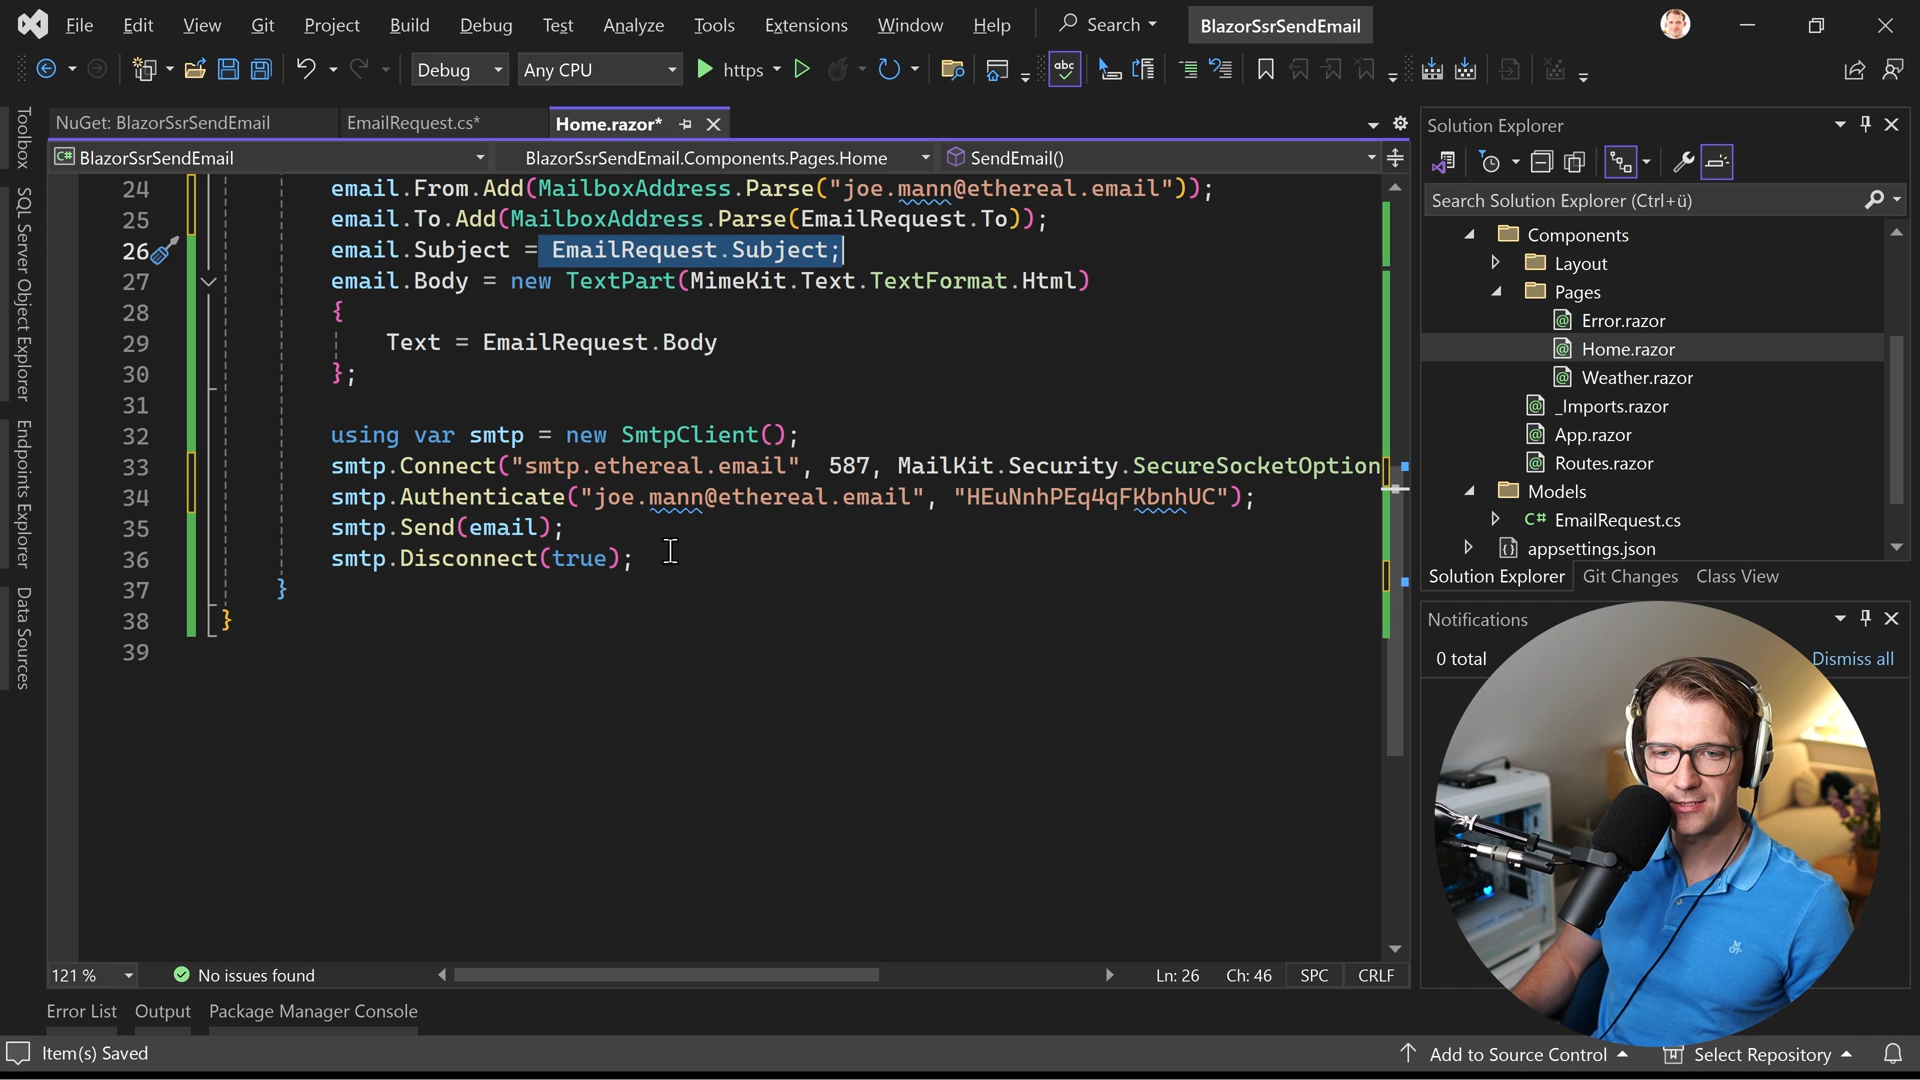 File Edit View Git Project Build Debug Test Analyze Tools Extensions Window Help Search BlazorSsrSendEmail
Debug Any CPU https
abc
Toolbox
SQL Server Object Explorer
Endpoints Explorer
Data Sources
NuGet: BlazorSsrSendEmail EmailRequest.cs* Home.razor*
C# BlazorSsrSendEmail BlazorSsrSendEmail.Components.Pages.Home SendEmail()
24 email.From.Add(MailboxAddress.Parse("joe.mann@ethereal.email"));
25 email.To.Add(MailboxAddress.Parse(EmailRequest.To));
26 email.Subject = EmailRequest.Subject;
27 email.Body = new TextPart(MimeKit.Text.TextFormat.Html)
28 {
29 Text = EmailRequest.Body
30 };
31
32 using var smtp = new SmtpClient();
33 smtp.Connect("smtp.ethereal.email", 587, MailKit.Security.SecureSocketOption
34 smtp.Authenticate("joe.mann@ethereal.email", "HEuNnhPEq4qFKbnhUC");
35 smtp.Send(email);
36 smtp.Disconnect(true);
37 }
38 }
39
121 % No issues found Ln: 26 Ch: 46 SPC CRLF
Error List Output Package Manager Console
Item(s) Saved Add to Source Control Select Repository
Solution Explorer
Search Solution Explorer (Ctrl+ü)
Components
Layout
Pages
Error.razor
Home.razor
Weather.razor
_Imports.razor
App.razor
Routes.razor
Models
C# EmailRequest.cs
appsettings.json
Solution Explorer Git Changes Class View
Notifications
0 total Dismiss all